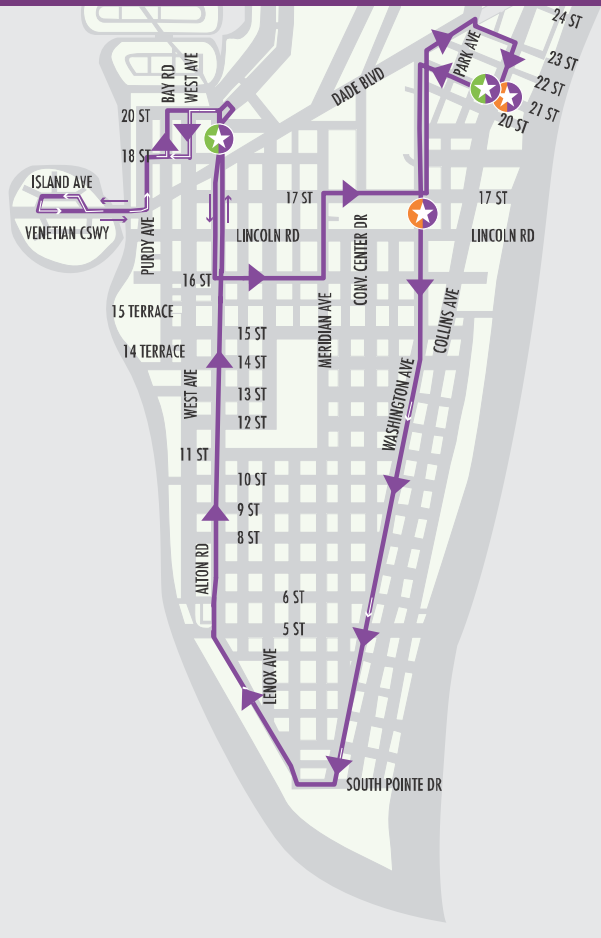 24 ST
PARK AVE
23 ST
22 ST
21 ST
20 ST
DADE BLVD
BAY RD
WEST AVE
20 ST
18 ST
ISLAND AVE
VENETIAN CSWY
PURDY AVE
17 ST
17 ST
LINCOLN RD
LINCOLN RD
CONV. CENTER DR
16 ST
15 TERRACE
MERIDIAN AVE
COLLINS AVE
15 ST
14 TERRACE
14 ST
WEST AVE
13 ST
WASHINGTON AVE
12 ST
11 ST
10 ST
9 ST
8 ST
ALTON RD
6 ST
5 ST
LENOX AVE
SOUTH POINTE DR